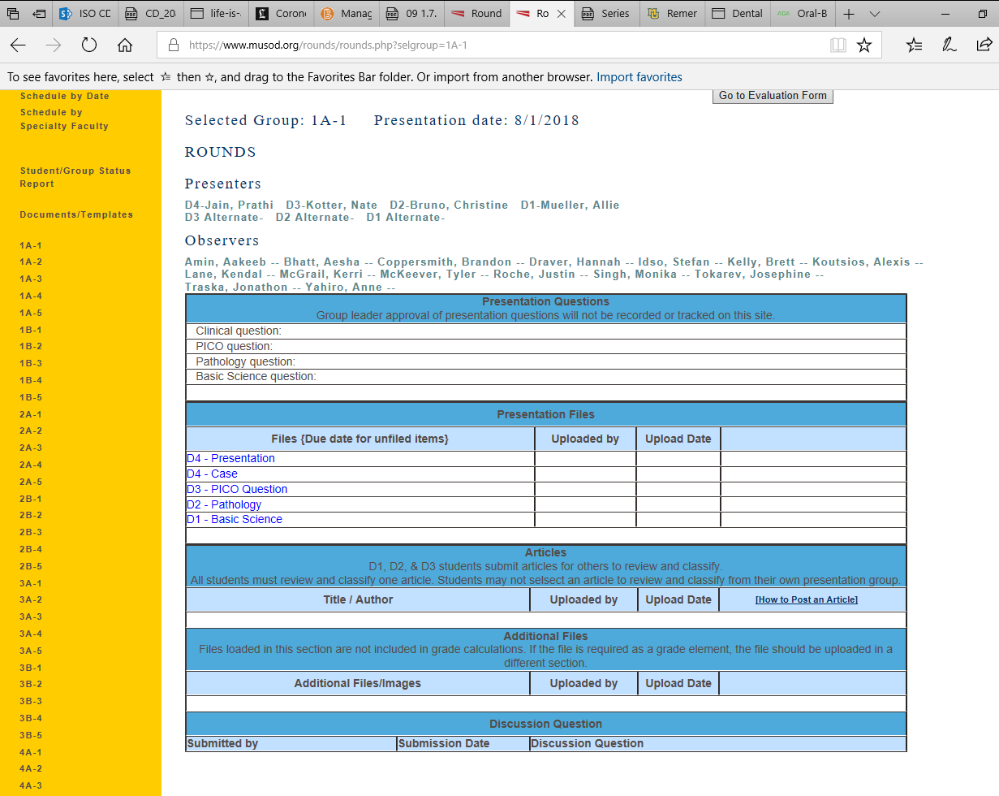 ISO CD
CD_20
life-is-
Coron
Manag
09 1.7.
Round
Ro
Series
Remer
Dental
Oral-B
https://www.musod.org/rounds/rounds.php?selgroup=1A-1
To see favorites here, select then, and drag to the Favorites Bar folder. Or import from another browser. Import favorites
Schedule by Date
Schedule by
Specialty Faculty
Student/Group Status
Report
Documents/Templates
1A-1
1A-2
1A-3
1A-4
1A-5
1B-1
1B-2
1B-3
1B-4
1B-5
2A-1
2A-2
2A-3
2A-4
2A-5
2B-1
2B-2
2B-3
2B-4
2B-5
3A-1
3A-2
3A-3
3A-4
3A-5
3B-1
3B-2
3B-3
3B-4
3B-5
4A-1
4A-2
4A-3
Go to Evaluation Form
Selected Group: 1A-1 Presentation date: 8/1/2018
ROUNDS
Presenters
D4-Jain, Prathi D3-Kotter, Nate D2-Bruno, Christine D1-Mueller, Allie
D3 Alternate- D2 Alternate- D1 Alternate-
Observers
Amin, Aakeeb -- Bhatt, Aesha -- Coppersmith, Brandon -- Draver, Hannah -- Idso, Stefan -- Kelly, Brett -- Koutsios, Alexis --
Lane, Kendal -- McGrail, Kerri -- McKeever, Tyler -- Roche, Justin -- Singh, Monika -- Tokarev, Josephine --
Traska, Jonathon -- Yahiro, Anne --
Presentation Questions
Group leader approval of presentation questions will not be recorded or tracked on this site.
Clinical question:
PICO question:
Pathology question:
Basic Science question:
Presentation Files
Files {Due date for unfiled items} Uploaded by Upload Date
D4 - Presentation
D4 - Case
D3 - PICO Question
D2 - Pathology
D1 - Basic Science
Articles
D1, D2, & D3 students submit articles for others to review and classify.
All students must review and classify one article. Students may not selsect an article to review and classify from their own presentation group.
Title / Author Uploaded by Upload Date [How to Post an Article]
Additional Files
Files loaded in this section are not included in grade calculations. If the file is required as a grade element, the file should be uploaded in a
different section.
Additional Files/Images Uploaded by Upload Date
Discussion Question
Submitted by Submission Date Discussion Question